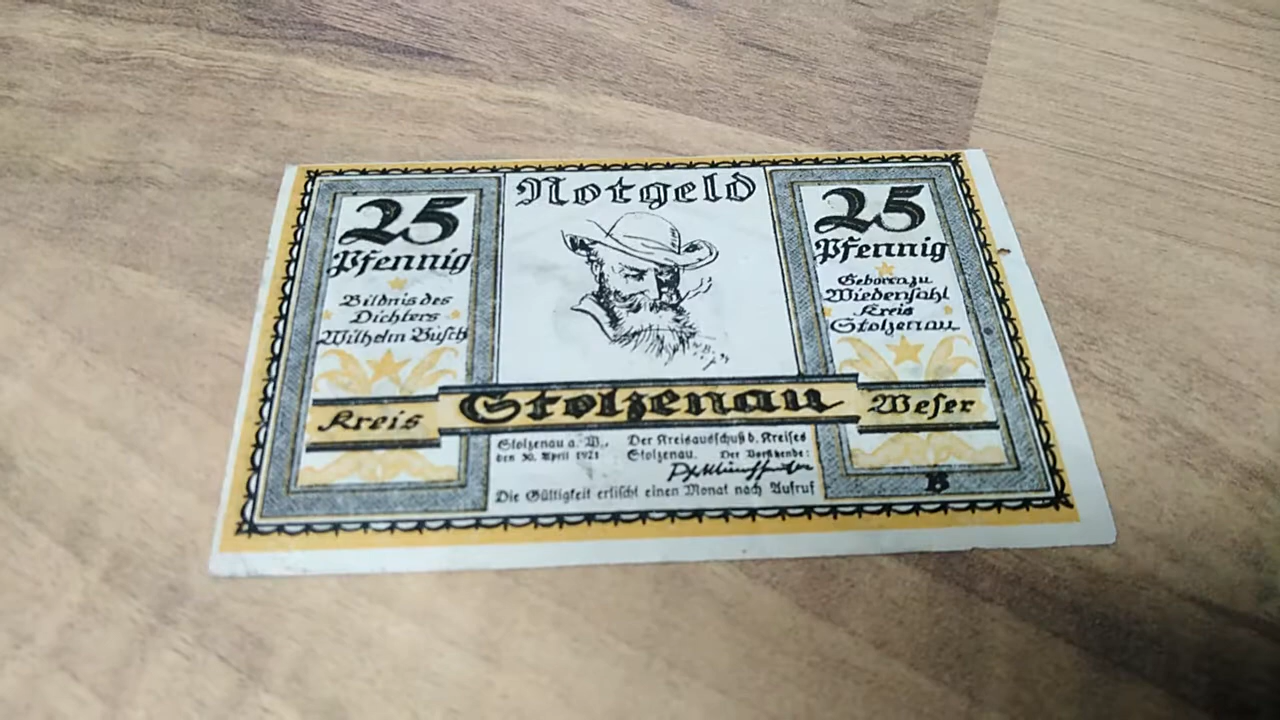 Notgeld
25
Pfennig
Bildnis des
Dichters
Wilhelm Busch
25
Pfennig
Geboren zu
Wiedensahl
Kreis
Stolzenau
Kreis Stolzenau Weser
Stolzenau a. W.,
den 30. April 1921
Der Kreisausschuß d. Kreises
Stolzenau. Der Vorsitzende:
Die Gültigkeit erlischt einen Monat nach Aufruf
B